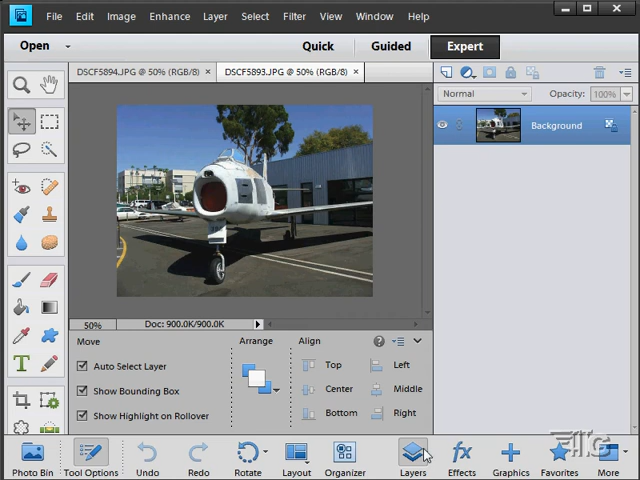 File Edit Image Enhance Layer Select Filter View Window Help
Open Quick Guided Expert
DSCF5894.JPG @ 50% (RGB/8) × DSCF5893.JPG @ 50% (RGB/8) ×
Normal Opacity: 100%
Background
50% Doc: 900.0K/900.0K
Move Arrange Align
Auto Select Layer Top Left
Show Bounding Box Center Middle
Show Highlight on Rollover Bottom Right
Photo Bin Tool Options Undo Redo Rotate Layout Organizer Layers Effects Graphics Favorites More